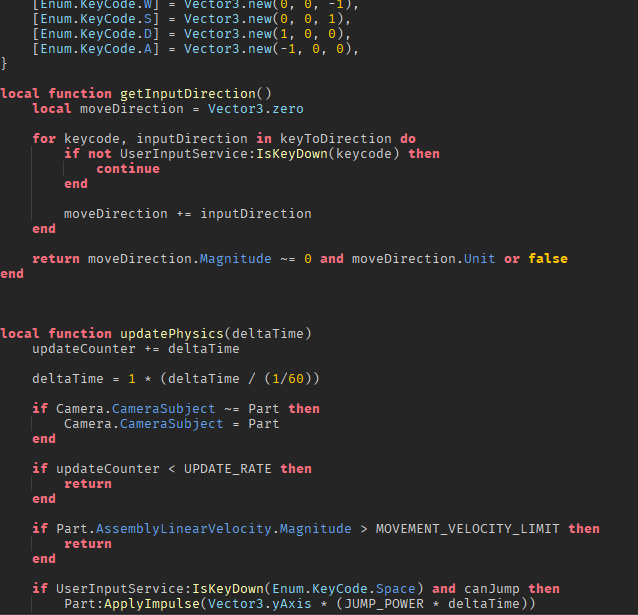 [Enum.KeyCode.W] = Vector3.new(0, 0, -1),
[Enum.KeyCode.S] = Vector3.new(0, 0, 1),
[Enum.KeyCode.D] = Vector3.new(1, 0, 0),
[Enum.KeyCode.A] = Vector3.new(-1, 0, 0),
}
local function getInputDirection()
local moveDirection = Vector3.zero
for keycode, inputDirection in keyToDirection do
if not UserInputService:IsKeyDown(keycode) then
continue
end
moveDirection += inputDirection
end
return moveDirection.Magnitude ~= 0 and moveDirection.Unit or false
end
local function updatePhysics(deltaTime)
updateCounter += deltaTime
deltaTime = 1 * (deltaTime / (1/60))
if Camera.CameraSubject ~= Part then
Camera.CameraSubject = Part
end
if updateCounter < UPDATE_RATE then
return
end
if Part.AssemblyLinearVelocity.Magnitude > MOVEMENT_VELOCITY_LIMIT then
return
end
if UserInputService:IsKeyDown(Enum.KeyCode.Space) and canJump then
Part:ApplyImpulse(Vector3.yAxis * (JUMP_POWER * deltaTime))